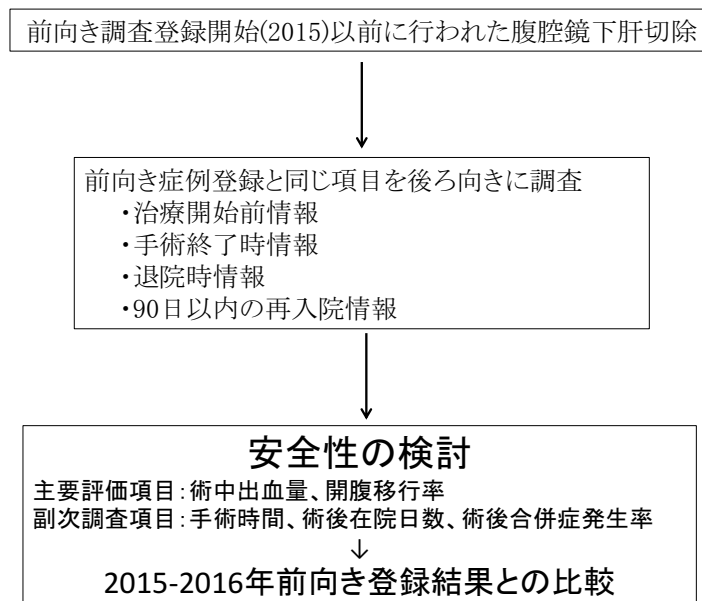 前向き調査登録開始(2015)以前に行われた腹腔鏡下肝切除
前向き症例登録と同じ項目を後ろ向きに調査
・治療開始前情報
・手術終了時情報
・退院時情報
・90日以内の再入院情報
安全性の検討
主要評価項:術中出血量、開腹移行率
副次調査項目:手術時間、術後在院日数、術後合併症発生率
↓
2015-2016年前向き登録結果との比較